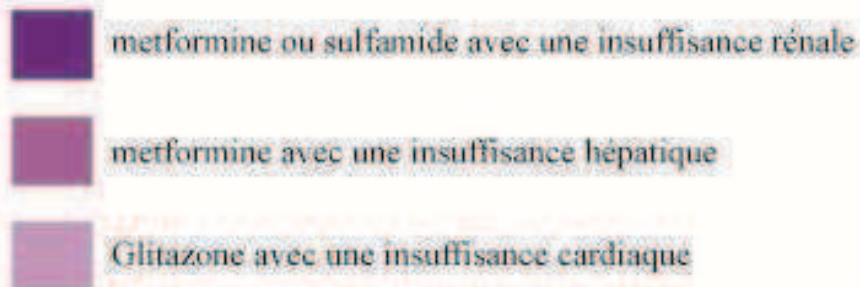 metformine ou sulfamide avec une insuffisance rénale
metformine avec une insuffisance hépatique
Glitazone avec une insuffisance cardiaque